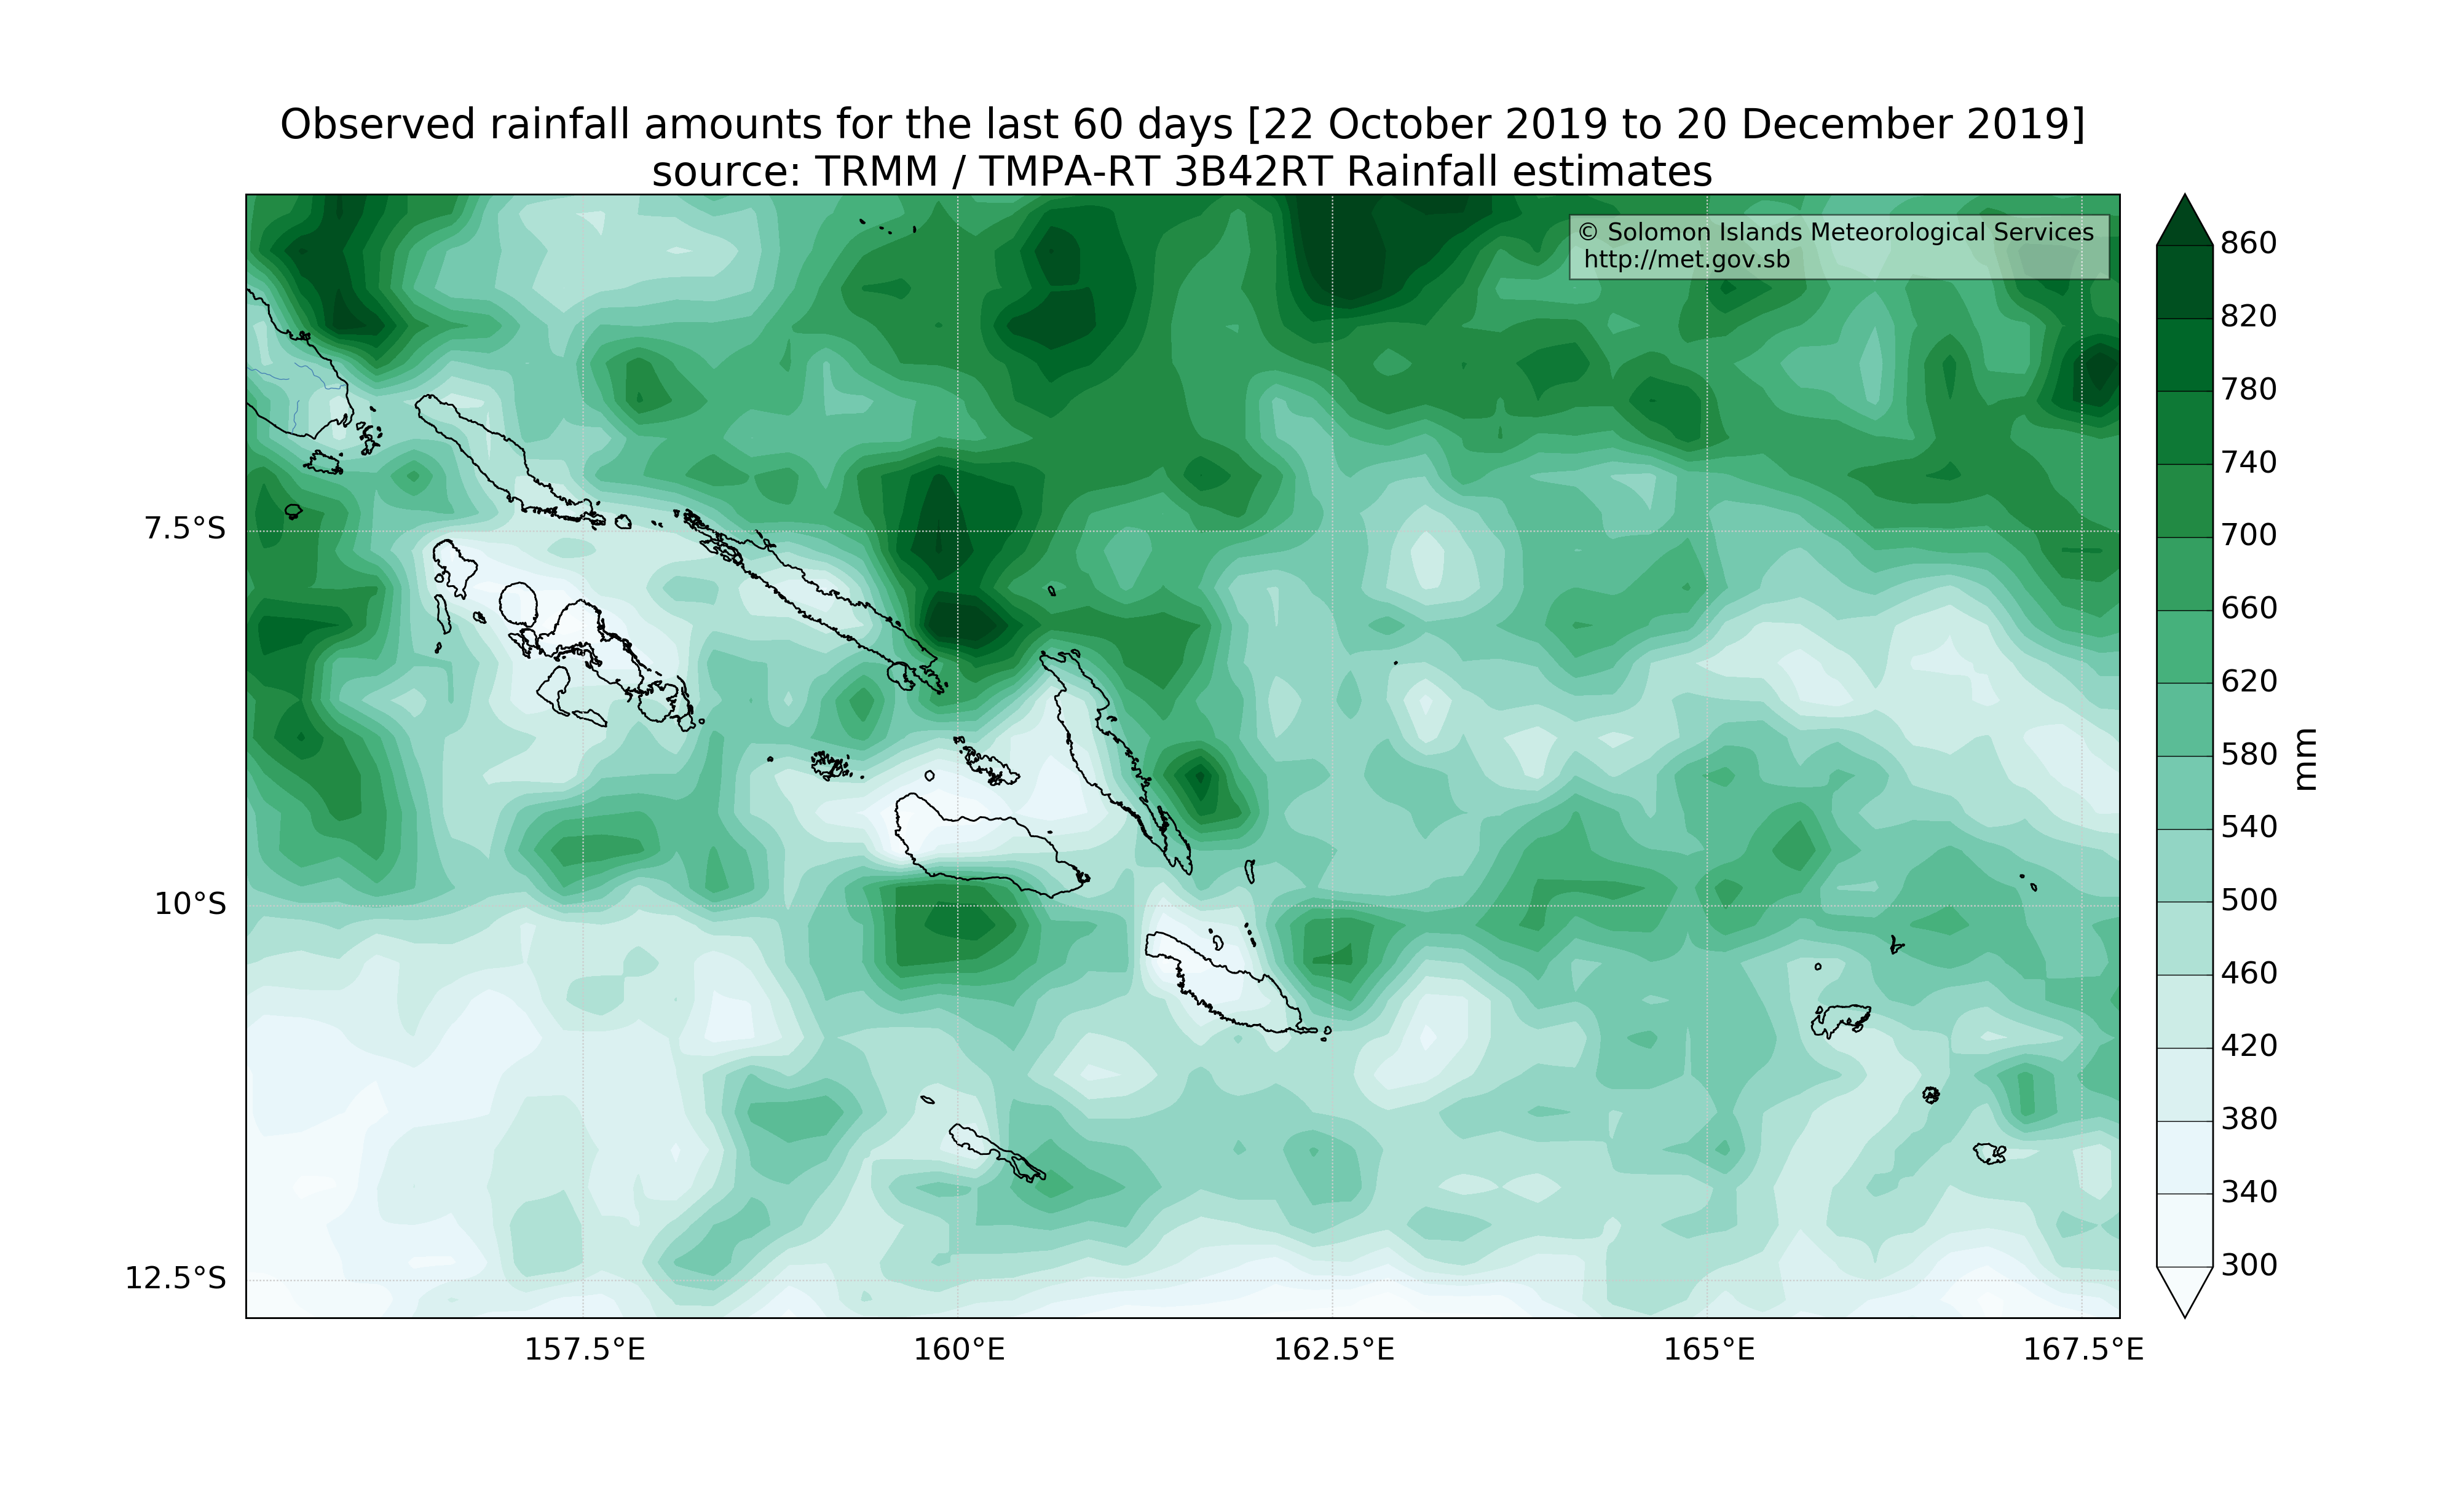 Observed rainfall amounts for the last 60 days [22 October 2019 to 20 December 2019]
source: TRMM / TMPA-RT 3B42RT Rainfall estimates
© Solomon Islands Meteorological Services
http://met.gov.sb
7.5°S
10°S
12.5°S
157.5°E
160°E
162.5°E
165°E
167.5°E
860
820
780
740
700
660
620
580
540
500
460
420
380
340
300
mm